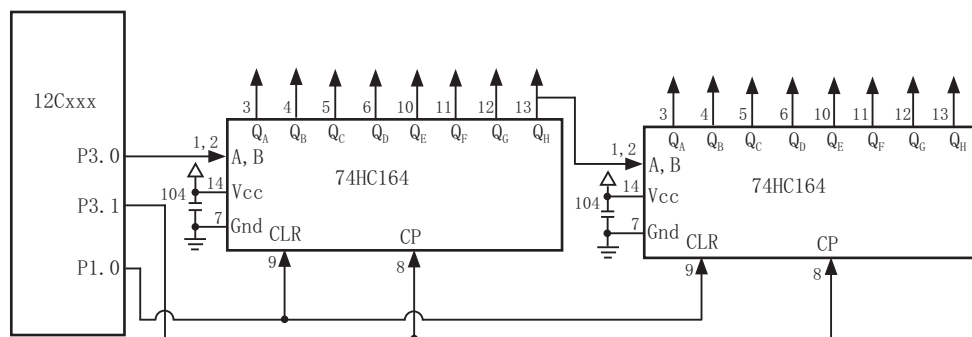 12Cxxx
P3.0
P3.1
P1.0
3 4 5 6 10 11 12 13
QA QB QC QD QE QF QG QH
1,2
A,B
74HC164
14
Vcc
104
7
Gnd
CLR
CP
9
8
3 4 5 6 10 11 12 13
QA QB QC QD QE QF QG QH
1,2
A,B
74HC164
14
Vcc
104
7
Gnd
CLR
CP
9
8